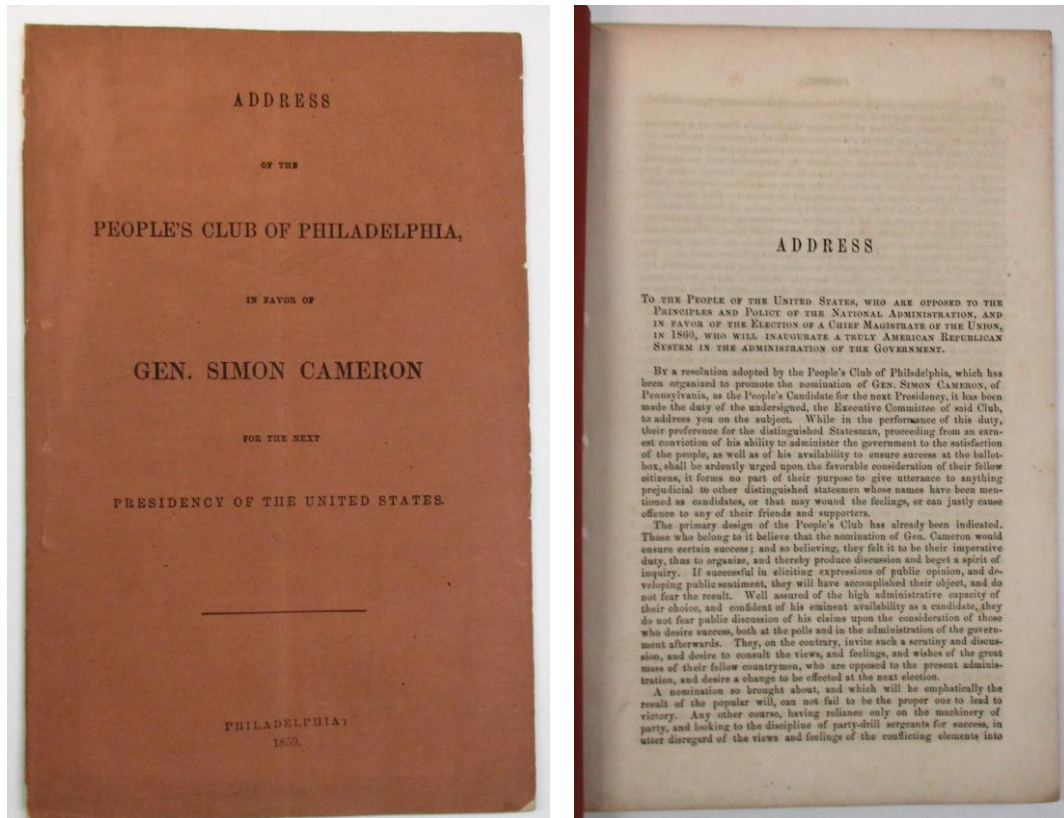 ADDRESS
OF THE
PEOPLE'S CLUB OF PHILADELPHIA,
IN FAVOR OF
GEN. SIMON CAMERON
FOR THE NEXT
PRESIDENCY OF THE UNITED STATES.
PHILADELPHIA:
1859.
ADDRESS
TO THE PEOPLE OF THE UNITED STATES, WHO ARE OPPOSED TO THE
PRINCIPLES AND POLICY OF THE NATIONAL ADMINISTRATION, AND
IN FAVOR OF THE ELECTION OF A CHIEF MAGISTRATE OF THE UNION,
IN 1860, WHO WILL INAUGURATE A TRULY AMERICAN REPUBLICAN
SYSTEM IN THE ADMINISTRATION OF THE GOVERNMENT.
BY a resolution adopted by the People's Club of Philadelphia, which has
been organized to promote the nomination of GEN. SIMON CAMERON, of
Pennsylvania, as the People's Candidate for the next Presidency, it has been
made the duty of the undersigned, the Executive Committee of said Club,
to address you on the subject. While in the performance of this duty,
their preference for the distinguished Statesman, proceeding from an earn-
est conviction of his ability to administer the government to the satisfaction
of the people, as well as of his availability to ensure success at the ballot-
box, shall be ardently urged upon the favorable consideration of their fellow
citizens, it forms no part of their purpose to give utterance to anything
prejudicial to other distinguished statesmen whose names have been men-
tioned as candidates, or that may wound the feelings, or can justly cause
offence to any of their friends and supporters.
The primary design of the People's Club has already been indicated.
Those who belong to it believe that the nomination of Gen. Cameron would
ensure certain success; and so believing, they felt it to be their imperative
duty, thus to organize, and thereby produce discussion and beget a spirit of
inquiry. If successful in eliciting expressions of public opinion, and de-
veloping public sentiment, they will have accomplished their object, and do
not fear the result. Well assured of the high administrative capacity of
their choice, and confident of his eminent availability as a candidate, they
do not fear public discussion of his claims upon the consideration of those
who desire success, both at the polls and in the administration of the govern-
ment afterwards. They, on the contrary, invite such a scrutiny and discus-
sion, and desire to consult the views, and feelings, and wishes of the great
mass of their fellow countrymen, who are opposed to the present adminis-
tration, and desire a change to be effected at the next election.
A nomination so brought about, and which will be emphatically the
result of the popular will, can not fail to be the proper one to lead to
victory. Any other course, having reliance only on the machinery of
party, and looking to the discipline of party-drill sergeants for success, in
utter disregard of the views and feelings of the conflicting elements into